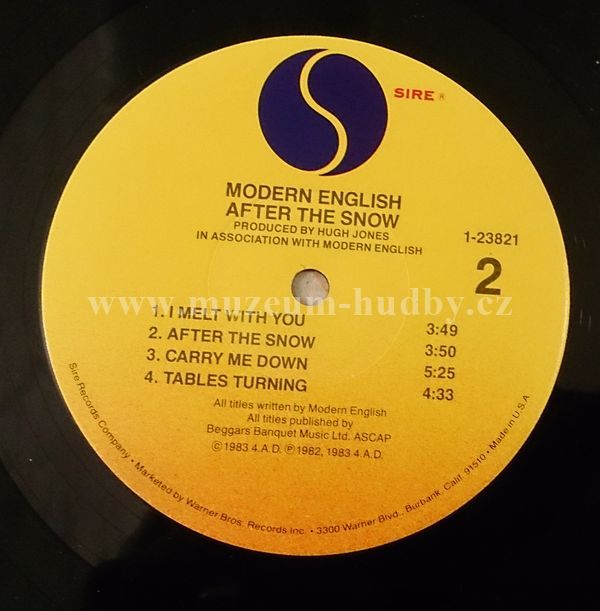 SIRE ®
MODERN ENGLISH
AFTER THE SNOW
PRODUCED BY HUGH JONES
IN ASSOCIATION WITH MODERN ENGLISH
1-23821
2
www.muzeum-hudby.cz
1. I MELT WITH YOU 3:49
2. AFTER THE SNOW 3:50
3. CARRY ME DOWN 5:25
4. TABLES TURNING 4:33
All titles written by Modern English
All titles published by
Beggars Banquet Music Ltd. ASCAP
©1983 4.A.D. ℗1982, 1983 4.A.D.
Sire Records Company • Marketed by Warner Bros. Records Inc. • 3300 Warner Blvd., Burbank, Calif. 91510 • Made in U.S.A.